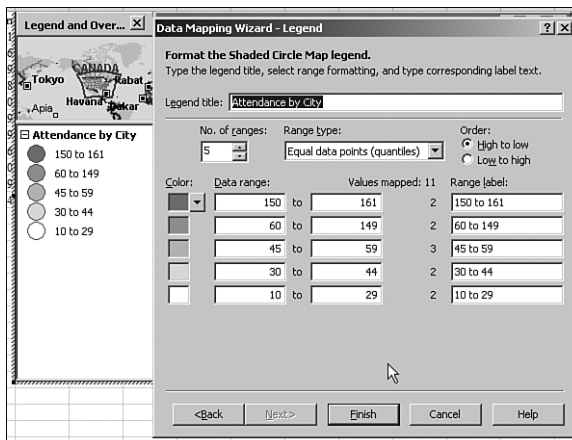 Legend and Over...
CANADA
Tokyo
Rabat
Havana
Dakar
Apia
Attendance by City
150 to 161
60 to 149
45 to 59
30 to 44
10 to 29
Data Mapping Wizard - Legend
Format the Shaded Circle Map legend.
Type the legend title, select range formatting, and type corresponding label text.
Legend title: Attendance by City
No. of ranges: Range type: Order:
5 Equal data points (quantiles) High to low
Low to high
Color: Data range: Values mapped: 11 Range label:
150 to 161 2 150 to 161
60 to 149 2 60 to 149
45 to 59 3 45 to 59
30 to 44 2 30 to 44
10 to 29 2 10 to 29
<Back Next> Finish Cancel Help